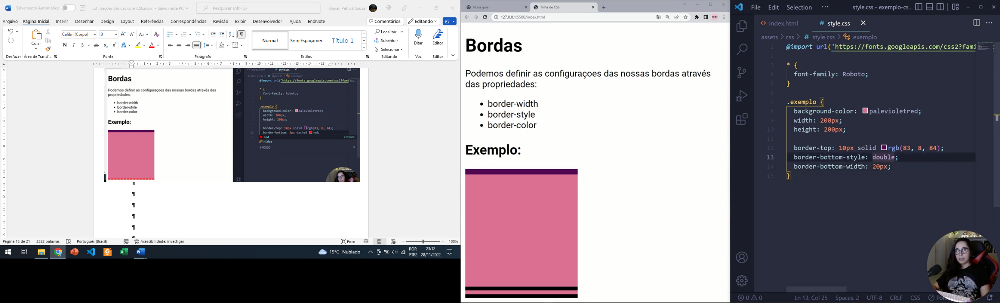 Salvamento Automático
Estilizações básicas com CSS.docx • Salvo neste PC
Pesquisar (Alt+G)
Brayan Petrick Souza
Arquivo Página Inicial Inserir Desenhar Design Layout Referências Correspondências Revisão Exibir Desenvolvedor Ajuda EndNote
Comentários
Editando
Colar
Calibri (Corpo) 13
Normal
Sem Espaçamer
Título 1
Localizar
Substituir
Selecionar
Ditar
Editor
Desfazer
Área de Transf...
Fonte
Parágrafo
Estilos
Editando
Voz
Editor
Bordas
Podemos definir as configuraçoes das nossas bordas através das
propriedades:
• border-width
• border-style
• border-color
Exemplo:
index.html
# style.css
assets > css > # style.css > .exemplo
@import url('https://fonts.googleapis.com/css2?fami
* {
font-family: Roboto;
}
.exemplo {
background-color: palevioletred;
width: 200px;
height: 200px;
border-top: 10px solid rgb(83, 8, 84);
13 border-bottom: 5px dashed red;
red #ff0000
ridge
#ff0000
¶
¶
¶
¶
¶
Página 18 de 21 2522 palavras Português (Brasil) Acessibilidade: investigar
Foco
100%
19°C Nublado
POR
PTB2
23:12
28/11/2022
Nova guia
Trilha de CSS
127.0.0.1:5500/index.html
Bordas
Podemos definir as configuraçoes das nossas bordas através
das propriedades:
• border-width
• border-style
• border-color
Exemplo:
File Edit Selection ···
style.css - exemplo-cs...
index.html
# style.css
assets > css > # style.css > .exemplo
1 @import url('https://fonts.googleapis.com/css2?fami
2
3 * {
4 font-family: Roboto;
5 }
6
7 .exemplo {
8 background-color: palevioletred;
9 width: 200px;
10 height: 200px;
11
12 border-top: 10px solid rgb(83, 8, 84);
13 border-bottom-style: double;
14 border-bottom-width: 20px;
15 }
0 0
Ln 13, Col 25 Spaces: 2 UTF-8 CRLF CSS